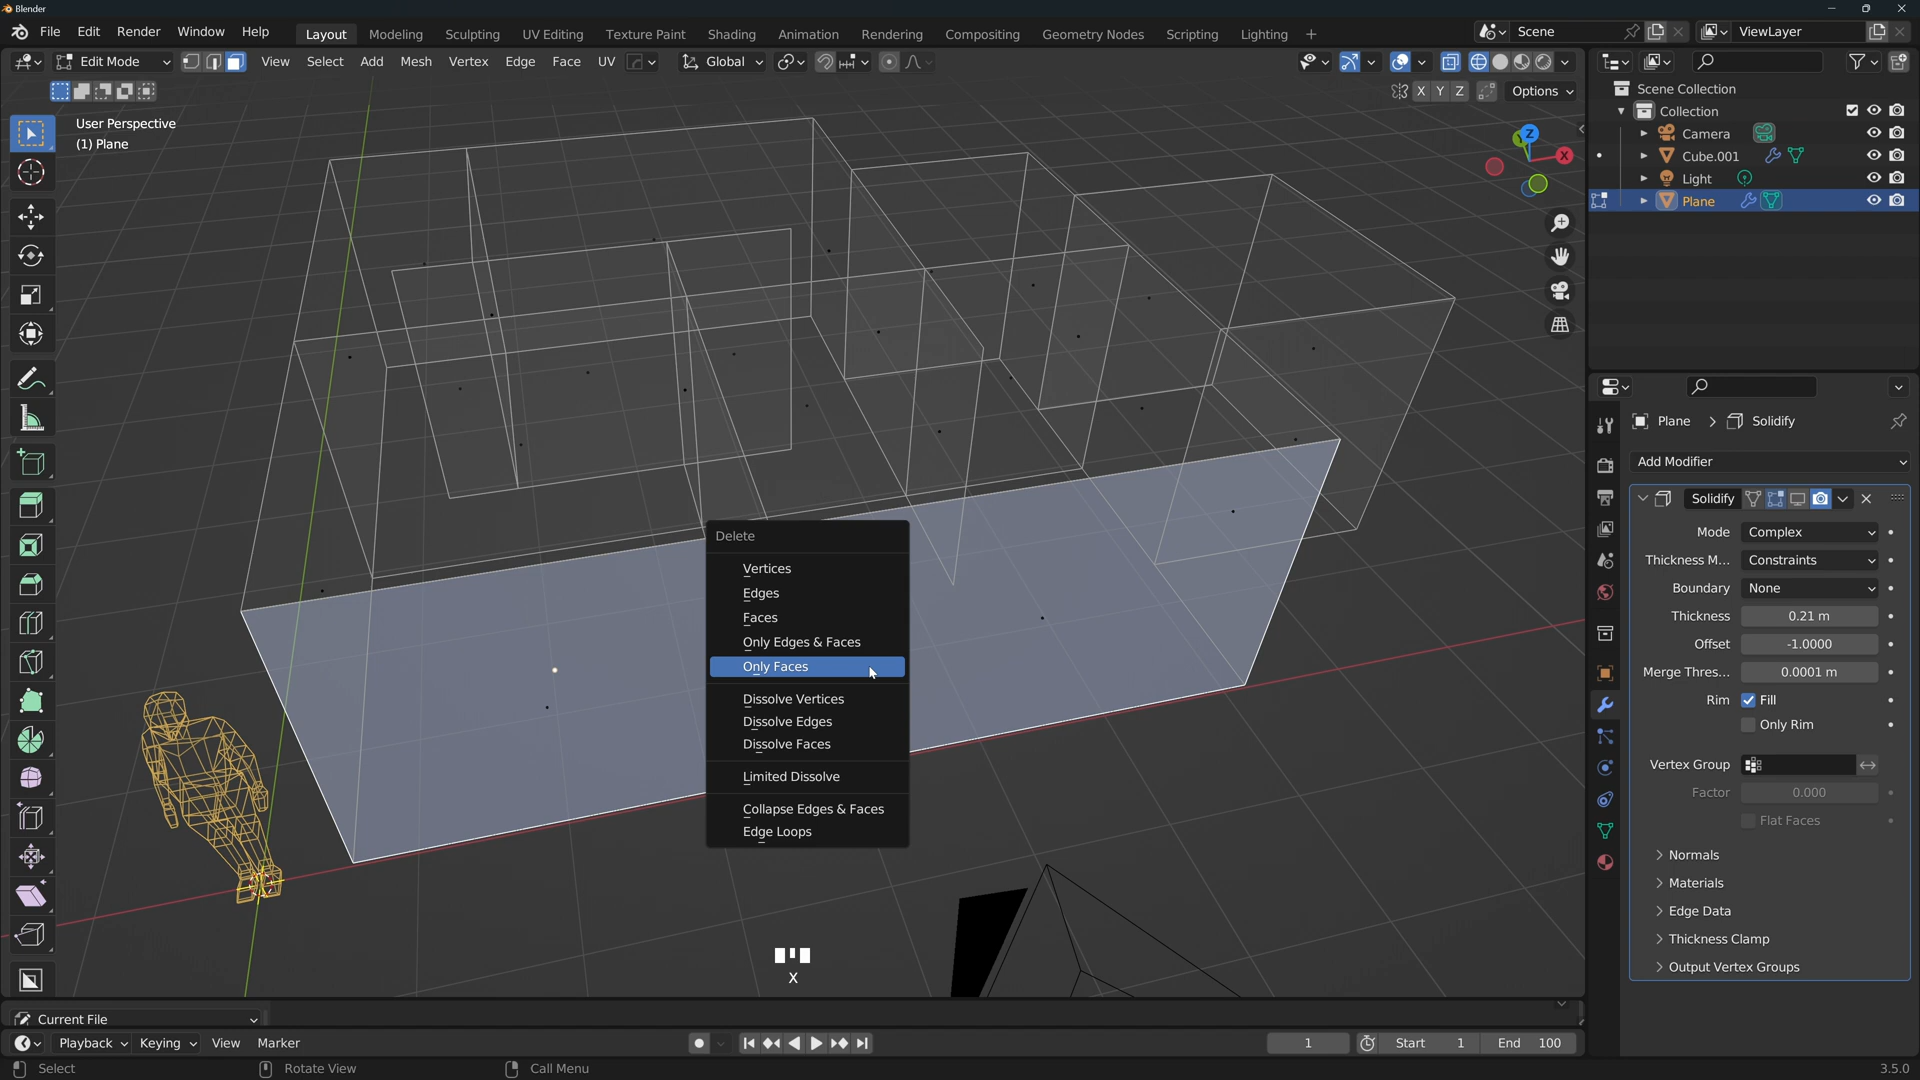 Blender
File Edit Render Window Help
Layout Modeling Sculpting UV Editing Texture Paint Shading Animation Rendering Compositing Geometry Nodes Scripting Lighting +
Scene
ViewLayer
Edit Mode View Select Add Mesh Vertex Edge Face UV Global
X Y Z Options
User Perspective
(1) Plane
Z
Y
X
Scene Collection
Collection
Camera
Cube.001
Light
Plane
Plane > Solidify
Add Modifier
Solidify
Mode Complex
Thickness M... Constraints
Boundary None
Thickness 0.21 m
Offset -1.0000
Merge Thres... 0.0001 m
Rim Fill
Only Rim
Vertex Group
Factor 0.000
Flat Faces
Normals
Materials
Edge Data
Thickness Clamp
Output Vertex Groups
Delete
Vertices
Edges
Faces
Only Edges & Faces
Only Faces
Dissolve Vertices
Dissolve Edges
Dissolve Faces
Limited Dissolve
Collapse Edges & Faces
Edge Loops
X
Current File
Playback Keying View Marker
1 Start 1 End 100
Select Rotate View Call Menu
3.5.0